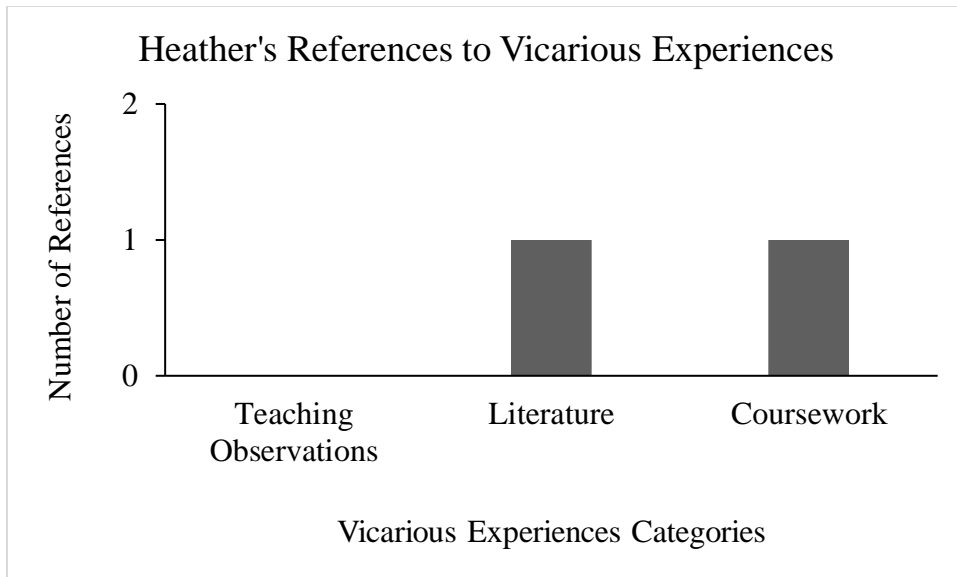 Heather's References to Vicarious Experiences
Number of References
2
1
0
Teaching
Observations
Literature
Coursework
Vicarious Experiences Categories